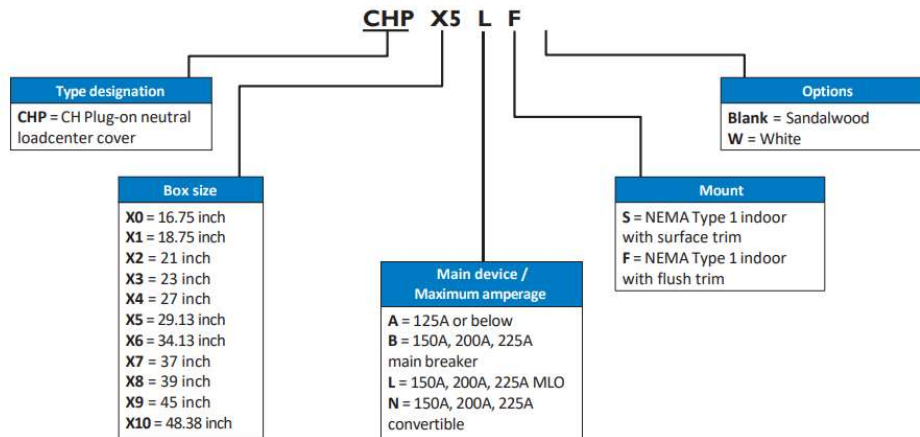 CHP X5 L F
Type designation
CHP = CH Plug-on neutral
loadcenter cover
Options
Blank = Sandalwood
W = White
Box size
X0 = 16.75 inch
X1 = 18.75 inch
X2 = 21 inch
X3 = 23 inch
X4 = 27 inch
X5 = 29.13 inch
X6 = 34.13 inch
X7 = 37 inch
X8 = 39 inch
X9 = 45 inch
X10 = 48.38 inch
Mount
S = NEMA Type 1 indoor
with surface trim
F = NEMA Type 1 indoor
with flush trim
Main device /
Maximum amperage
A = 125A or below
B = 150A, 200A, 225A
main breaker
L = 150A, 200A, 225A MLO
N = 150A, 200A, 225A
convertible